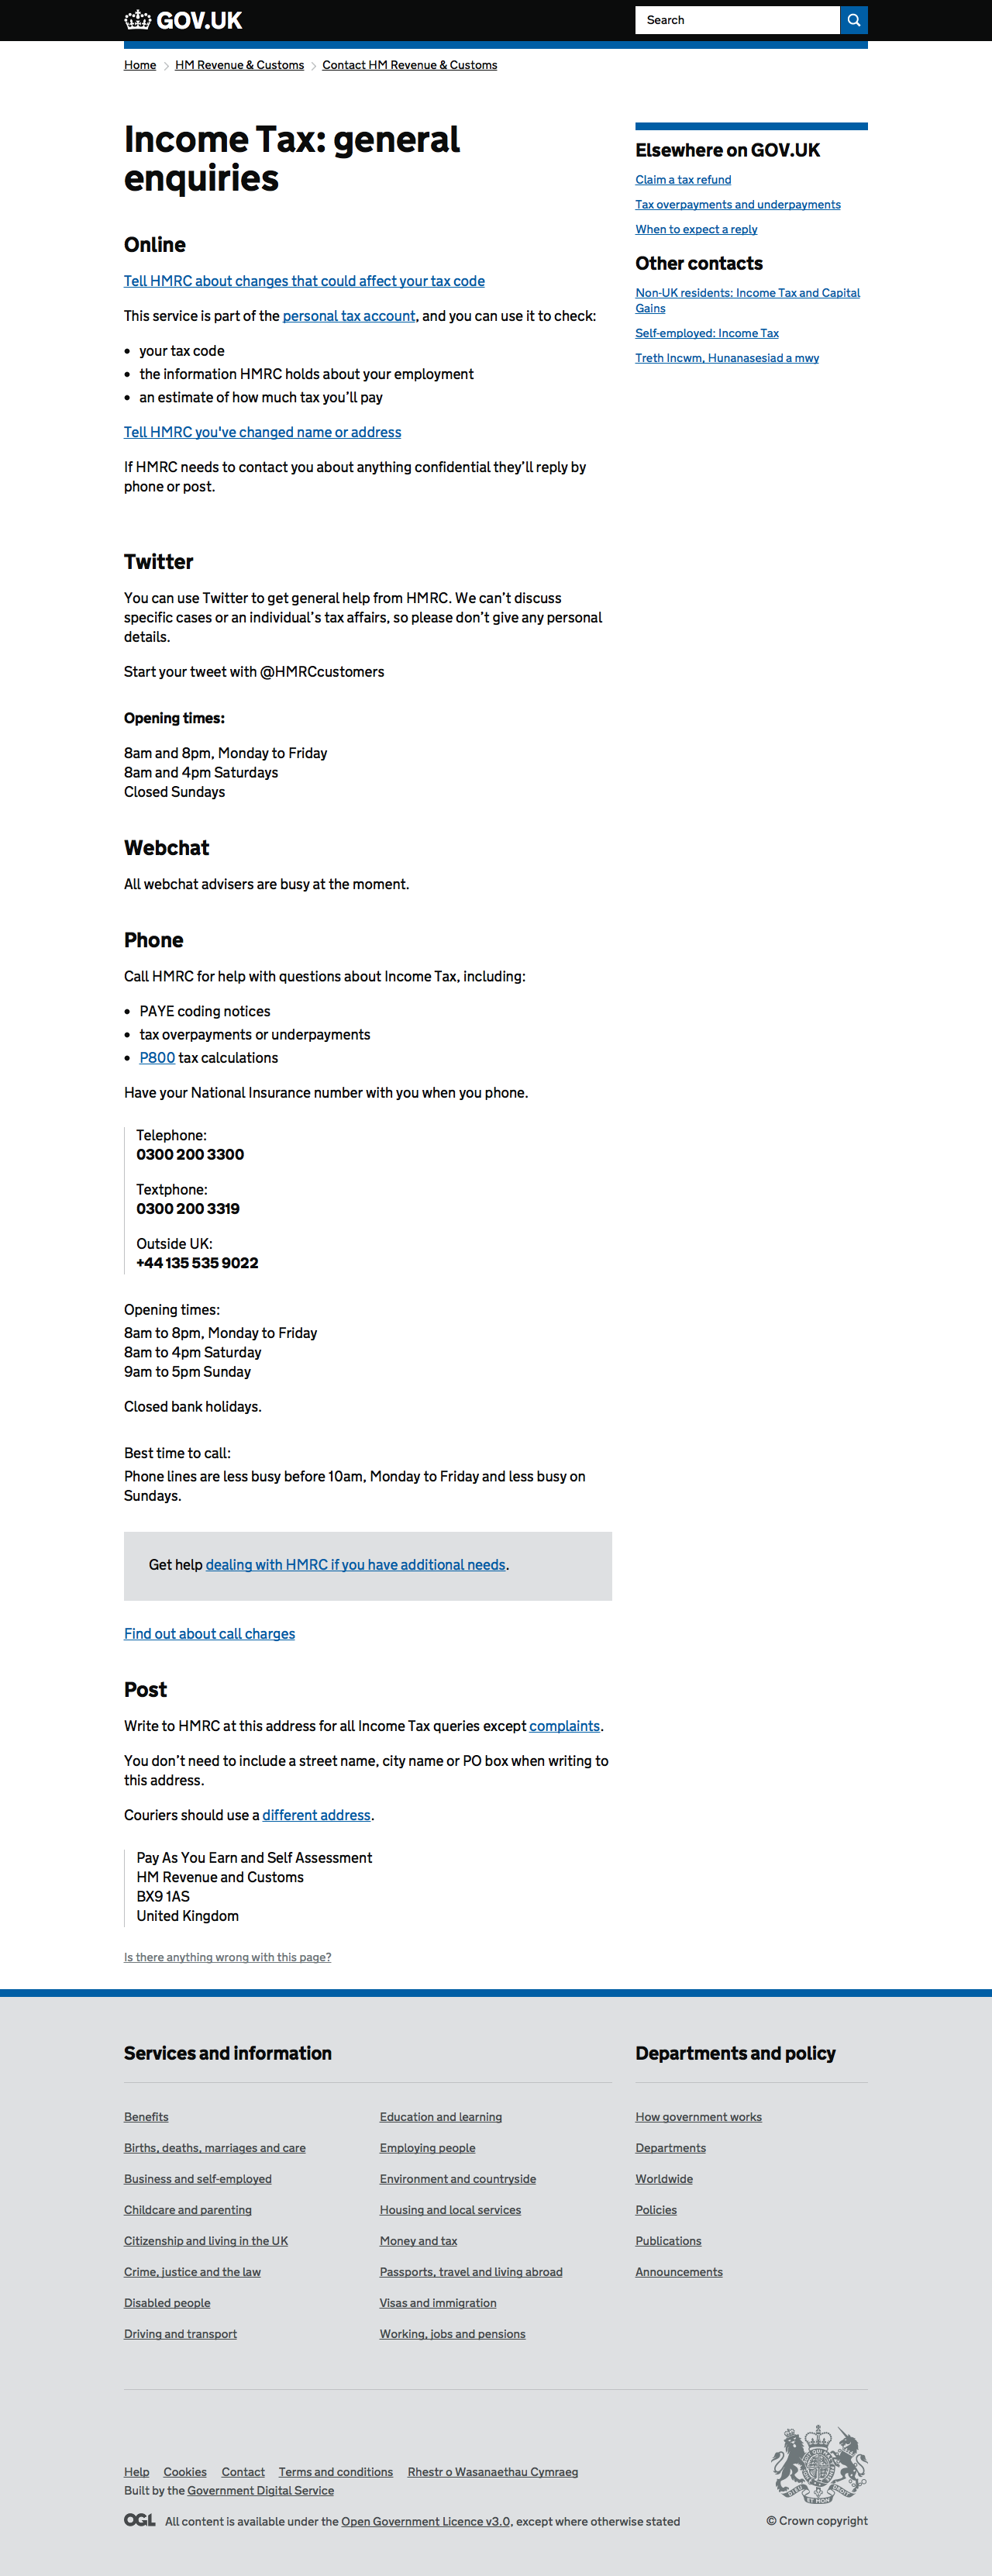 GOV.UK
Search
Home
HM Revenue & Customs
Contact HM Revenue & Customs
Income Tax: general
enquiries
Online
Tell HMRC about changes that could affect your tax code
This service is part of the personal tax account, and you can use it to check:
• your tax code
• the information HMRC holds about your employment
• an estimate of how much tax you’ll pay
Tell HMRC you've changed name or address
If HMRC needs to contact you about anything confidential they’ll reply by
phone or post.
Twitter
You can use Twitter to get general help from HMRC. We can’t discuss
specific cases or an individual’s tax affairs, so please don’t give any personal
details.
Start your tweet with @HMRCcustomers
Opening times:
8am and 8pm, Monday to Friday
8am and 4pm Saturdays
Closed Sundays
Webchat
All webchat advisers are busy at the moment.
Phone
Call HMRC for help with questions about Income Tax, including:
• PAYE coding notices
• tax overpayments or underpayments
• P800 tax calculations
Have your National Insurance number with you when you phone.
Telephone:
0300 200 3300
Textphone:
0300 200 3319
Outside UK:
+44 135 535 9022
Opening times:
8am to 8pm, Monday to Friday
8am to 4pm Saturday
9am to 5pm Sunday
Closed bank holidays.
Best time to call:
Phone lines are less busy before 10am, Monday to Friday and less busy on
Sundays.
Get help dealing with HMRC if you have additional needs.
Find out about call charges
Post
Write to HMRC at this address for all Income Tax queries except complaints.
You don’t need to include a street name, city name or PO box when writing to
this address.
Couriers should use a different address.
Pay As You Earn and Self Assessment
HM Revenue and Customs
BX9 1AS
United Kingdom
Is there anything wrong with this page?
Elsewhere on GOV.UK
Claim a tax refund
Tax overpayments and underpayments
When to expect a reply
Other contacts
Non-UK residents: Income Tax and Capital
Gains
Self-employed: Income Tax
Treth Incwm, Hunanasesiad a mwy
Services and information
Benefits
Births, deaths, marriages and care
Business and self-employed
Childcare and parenting
Citizenship and living in the UK
Crime, justice and the law
Disabled people
Driving and transport
Education and learning
Employing people
Environment and countryside
Housing and local services
Money and tax
Passports, travel and living abroad
Visas and immigration
Working, jobs and pensions
Departments and policy
How government works
Departments
Worldwide
Policies
Publications
Announcements
Help
Cookies
Contact
Terms and conditions
Rhestr o Wasanaethau Cymraeg
Built by the Government Digital Service
OGL
All content is available under the Open Government Licence v3.0, except where otherwise stated
© Crown copyright